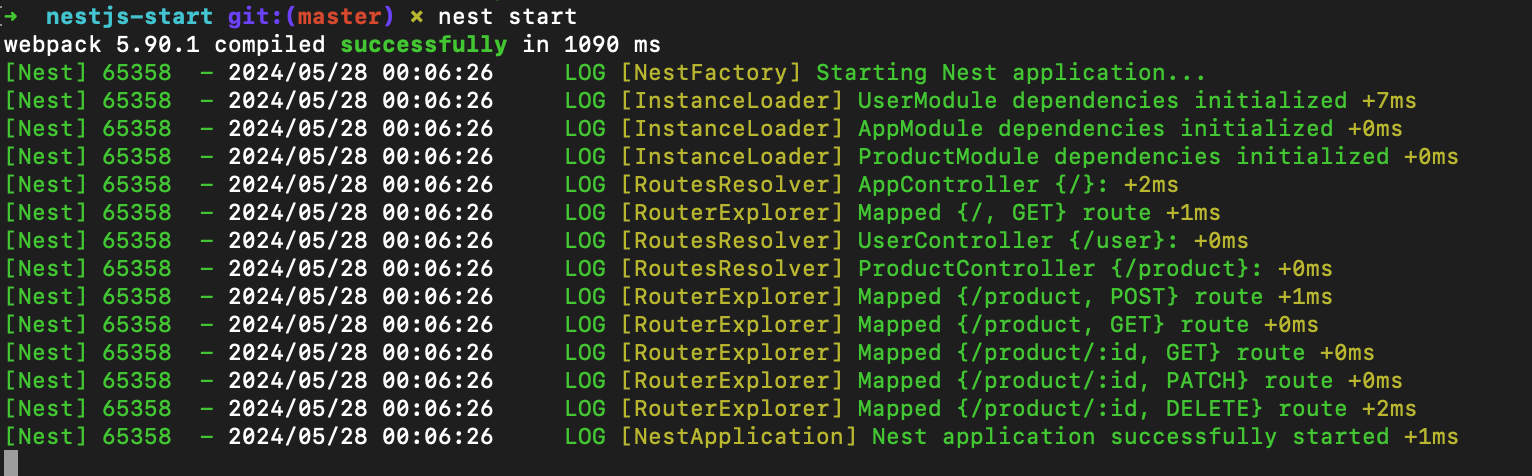 ➜  nestjs-start git:(master) ✗ nest start
webpack 5.90.1 compiled successfully in 1090 ms
[Nest] 65358  - 2024/05/28 00:06:26     LOG [NestFactory] Starting Nest application...
[Nest] 65358  - 2024/05/28 00:06:26     LOG [InstanceLoader] UserModule dependencies initialized +7ms
[Nest] 65358  - 2024/05/28 00:06:26     LOG [InstanceLoader] AppModule dependencies initialized +0ms
[Nest] 65358  - 2024/05/28 00:06:26     LOG [InstanceLoader] ProductModule dependencies initialized +0ms
[Nest] 65358  - 2024/05/28 00:06:26     LOG [RoutesResolver] AppController {/}: +2ms
[Nest] 65358  - 2024/05/28 00:06:26     LOG [RouterExplorer] Mapped {/, GET} route +1ms
[Nest] 65358  - 2024/05/28 00:06:26     LOG [RoutesResolver] UserController {/user}: +0ms
[Nest] 65358  - 2024/05/28 00:06:26     LOG [RoutesResolver] ProductController {/product}: +0ms
[Nest] 65358  - 2024/05/28 00:06:26     LOG [RouterExplorer] Mapped {/product, POST} route +1ms
[Nest] 65358  - 2024/05/28 00:06:26     LOG [RouterExplorer] Mapped {/product, GET} route +0ms
[Nest] 65358  - 2024/05/28 00:06:26     LOG [RouterExplorer] Mapped {/product/:id, GET} route +0ms
[Nest] 65358  - 2024/05/28 00:06:26     LOG [RouterExplorer] Mapped {/product/:id, PATCH} route +0ms
[Nest] 65358  - 2024/05/28 00:06:26     LOG [RouterExplorer] Mapped {/product/:id, DELETE} route +2ms
[Nest] 65358  - 2024/05/28 00:06:26     LOG [NestApplication] Nest application successfully started +1ms